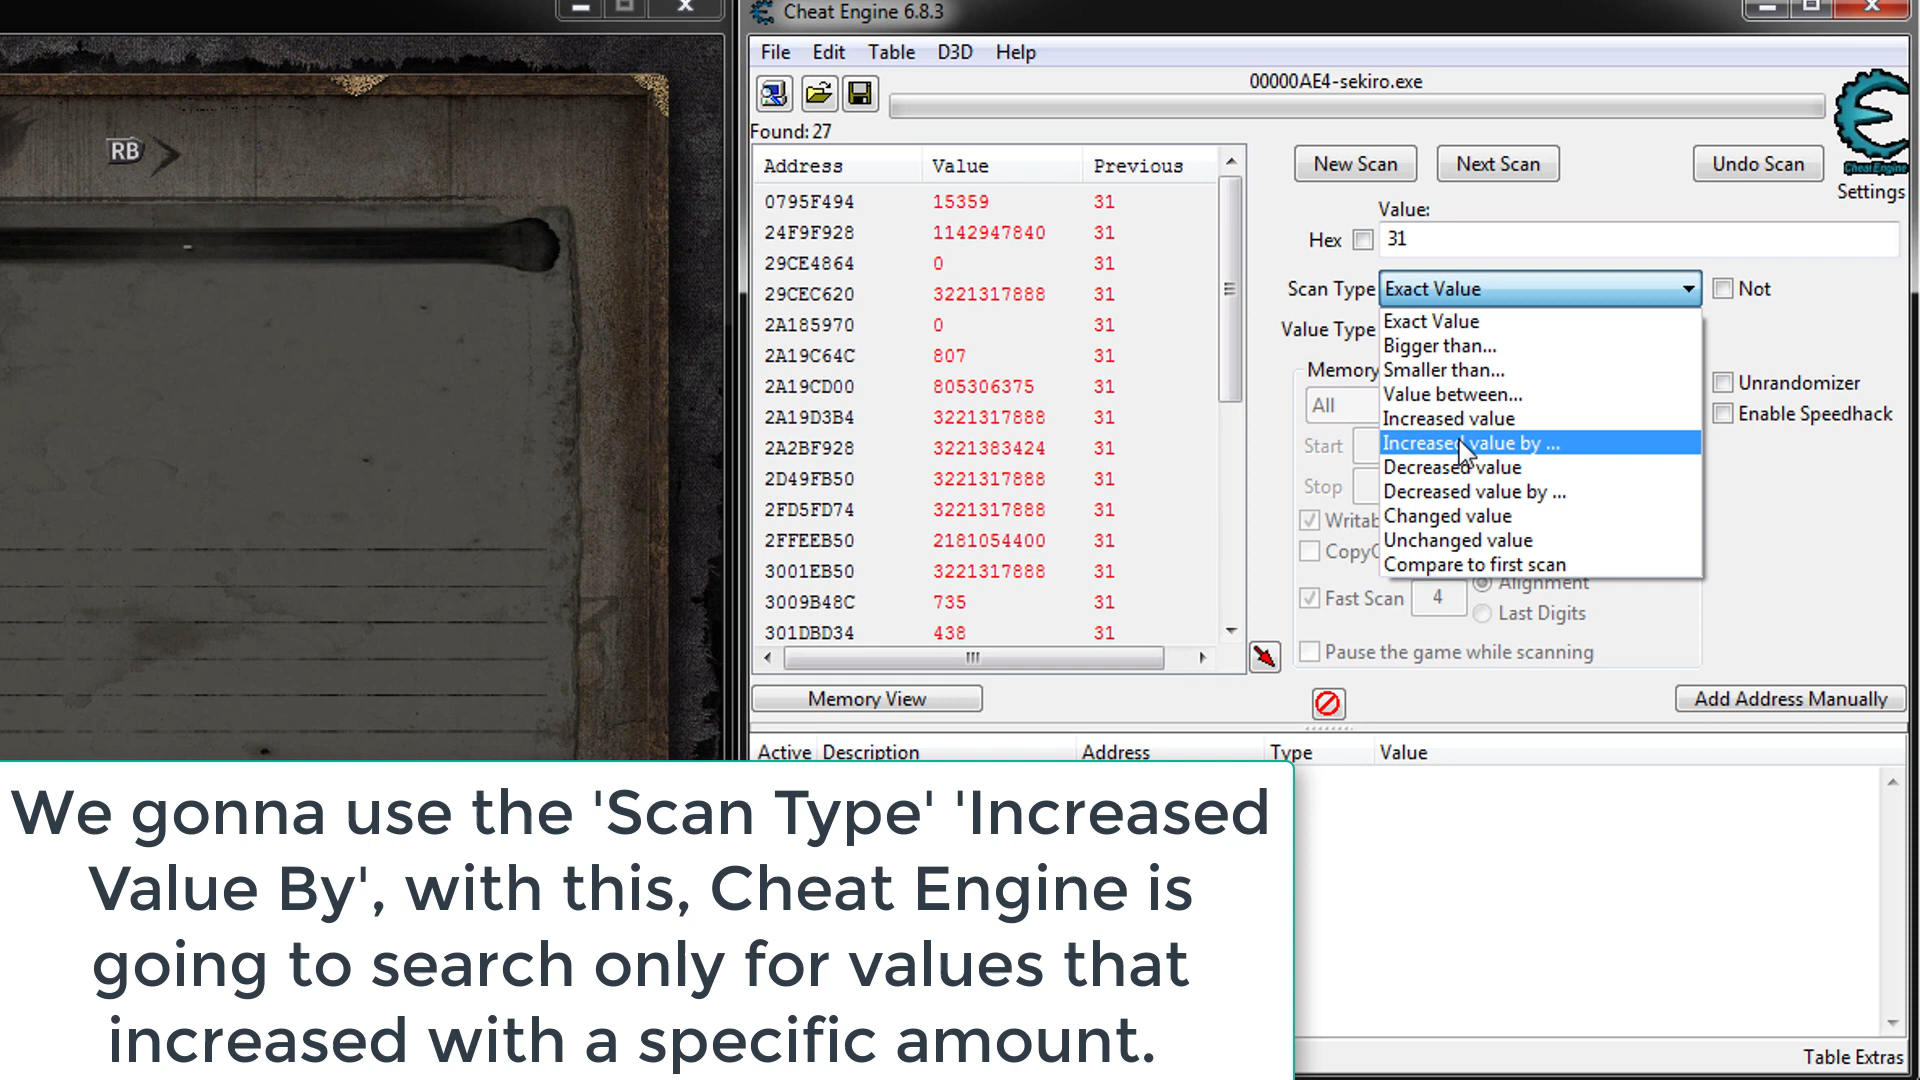 Cheat Engine 6.8.3
File Edit Table D3D Help
00000AE4-sekiro.exe
Found: 27
RB
Address Value Previous
0795F494 15359 31
24F9F928 1142947840 31
29CE4864 0 31
29CEC620 3221317888 31
2A185970 0 31
2A19C64C 807 31
2A19CD00 805306375 31
2A19D3B4 3221317888 31
2A2BF928 3221383424 31
2D49FB50 3221317888 31
2FD5FD74 3221317888 31
2FFEEB50 2181054400 31
3001EB50 3221317888 31
3009B48C 735 31
301DBD34 438 31
New Scan Next Scan Undo Scan
Cheat Engine
Settings
Value:
Hex 31
Scan Type Exact Value Not
Value Type
Exact Value
Bigger than...
Smaller than...
Value between...
Increased value
Increased value by ...
Decreased value
Decreased value by ...
Changed value
Unchanged value
Compare to first scan
Memory
All
Start
Stop
Writab
CopyO
Unrandomizer
Enable Speedhack
Fast Scan 4 Alignment
Last Digits
Pause the game while scanning
Memory View Add Address Manually
Active Description Address Type Value
We gonna use the 'Scan Type' 'Increased
Value By', with this, Cheat Engine is
going to search only for values that
increased with a specific amount.
Table Extras